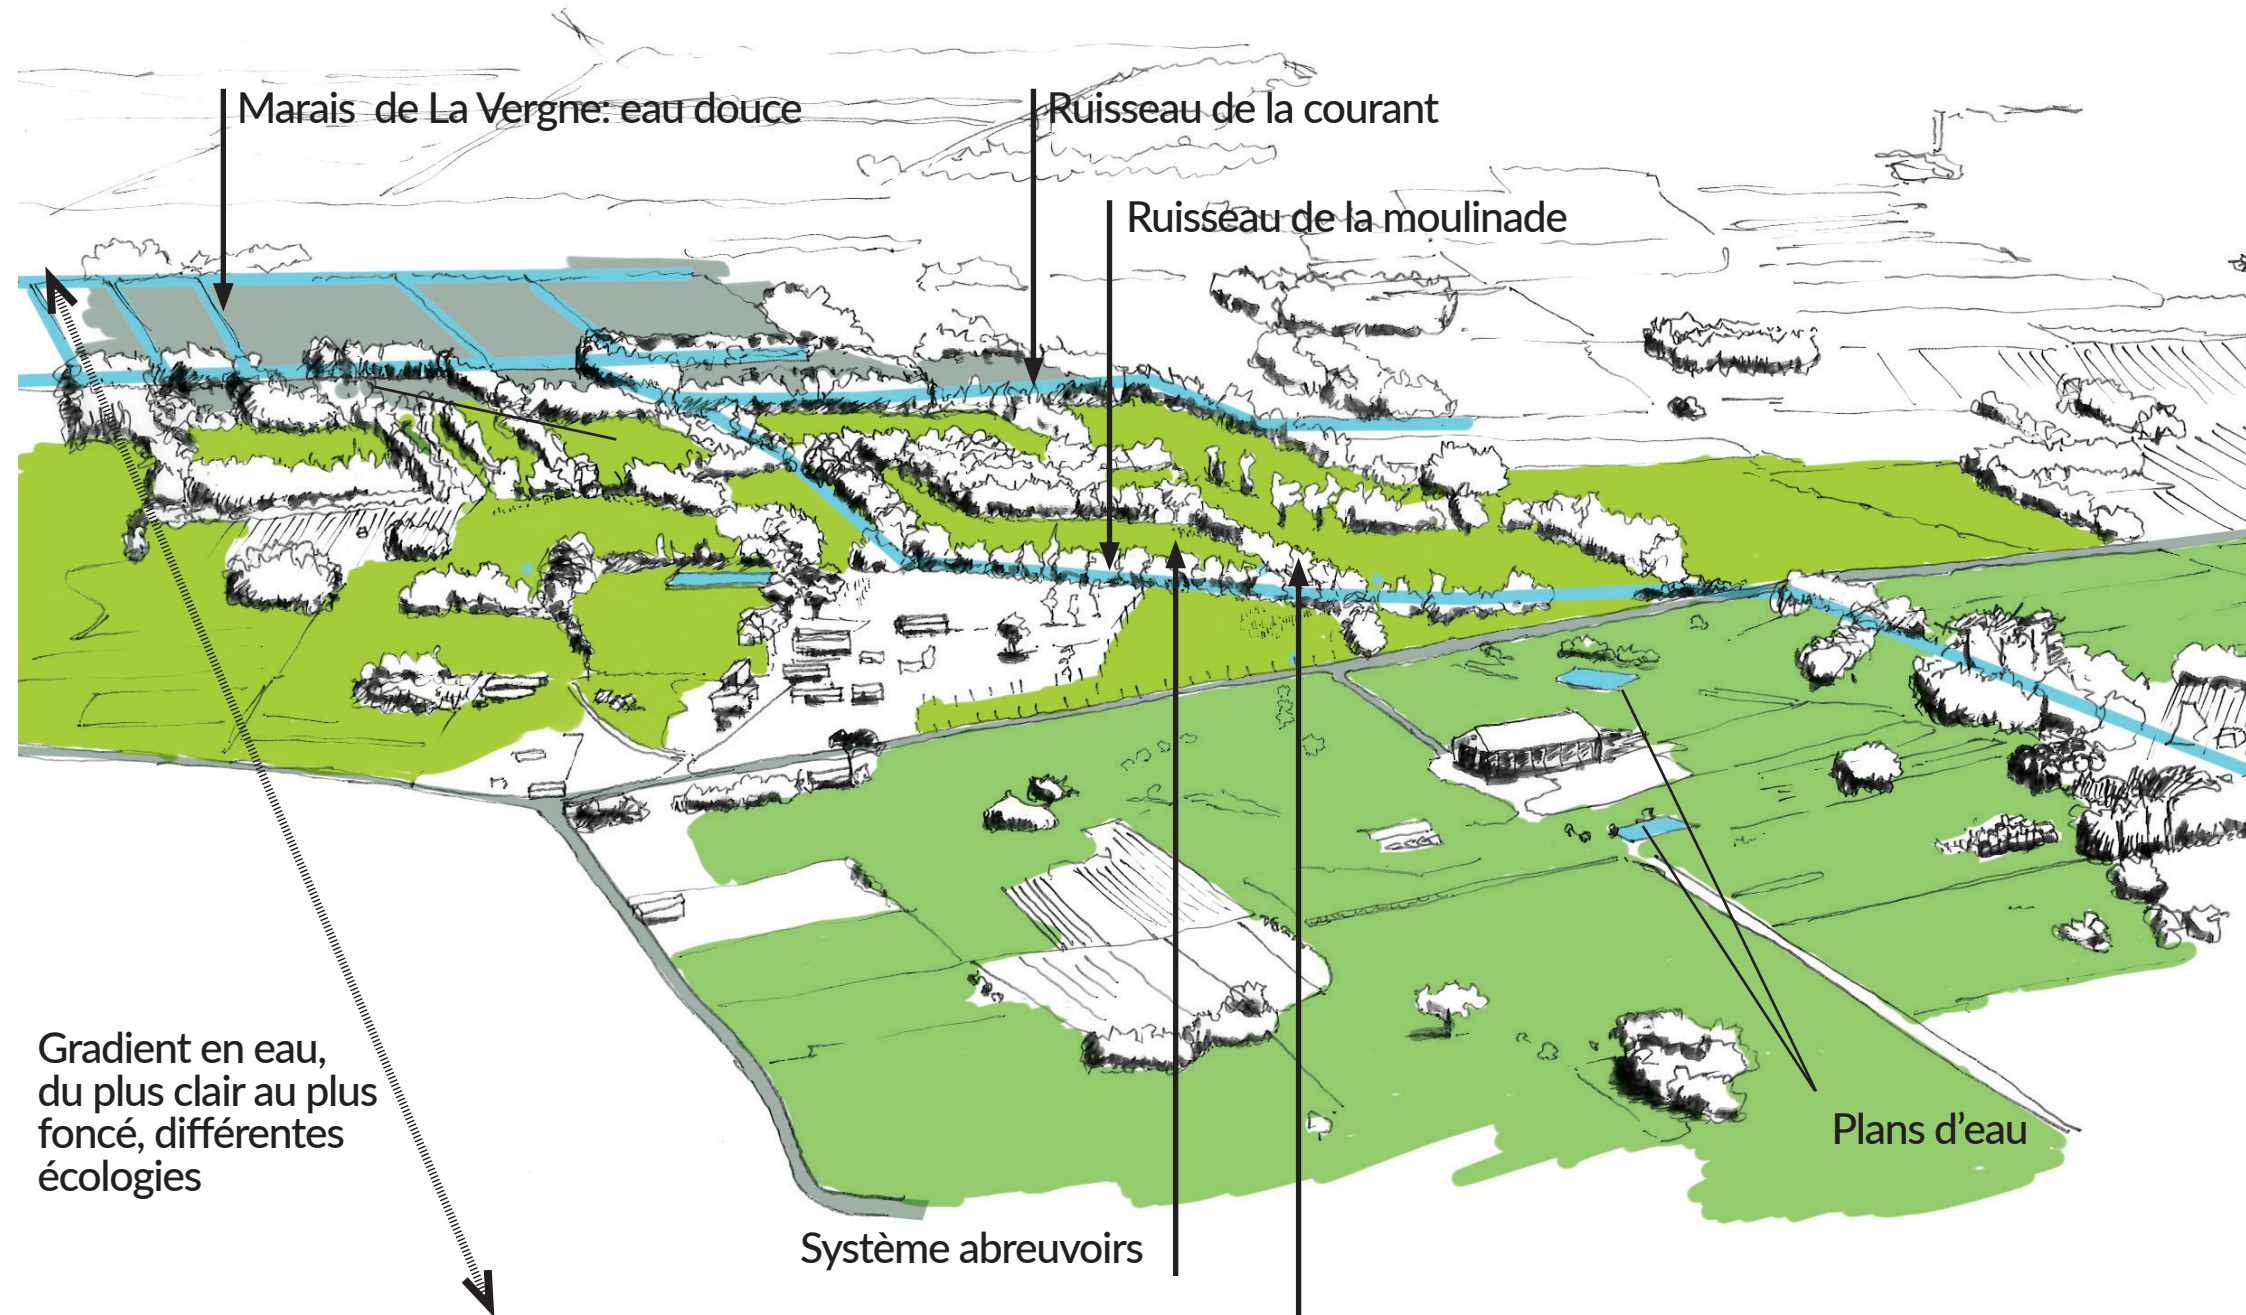 Marais  de La Vergne: eau douce
Ruisseau de la courant
Ruisseau de la moulinade
Gradient en eau,
du plus clair au plus
foncé, différentes
écologies
Plans d’eau
Système abreuvoirs